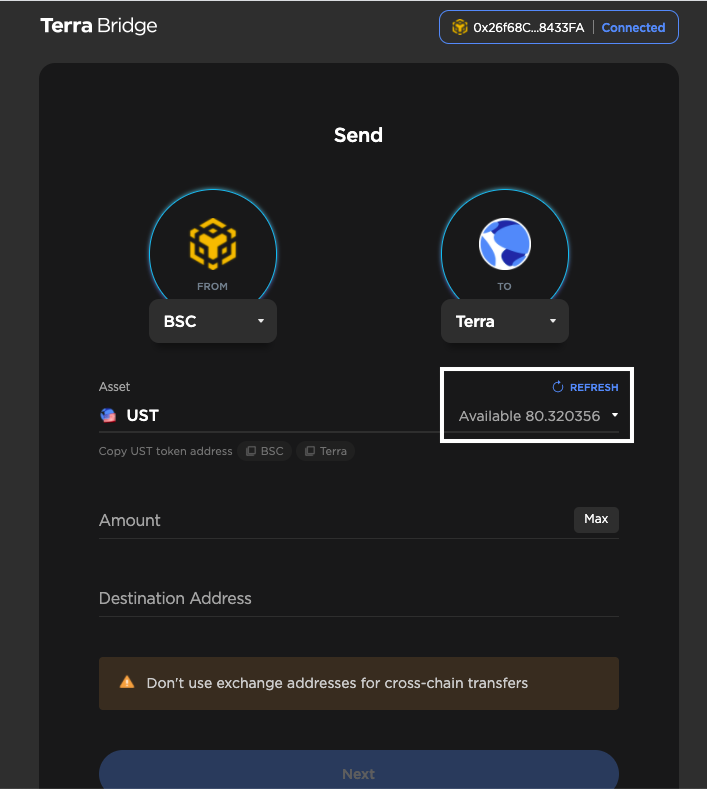 Terra Bridge
0x26f68C...8433FA | Connected
Send
FROM
TO
BSC
Terra
Asset
REFRESH
UST
Available 80.320356
Copy UST token address BSC Terra
Amount
Max
Destination Address
Don't use exchange addresses for cross-chain transfers
Next